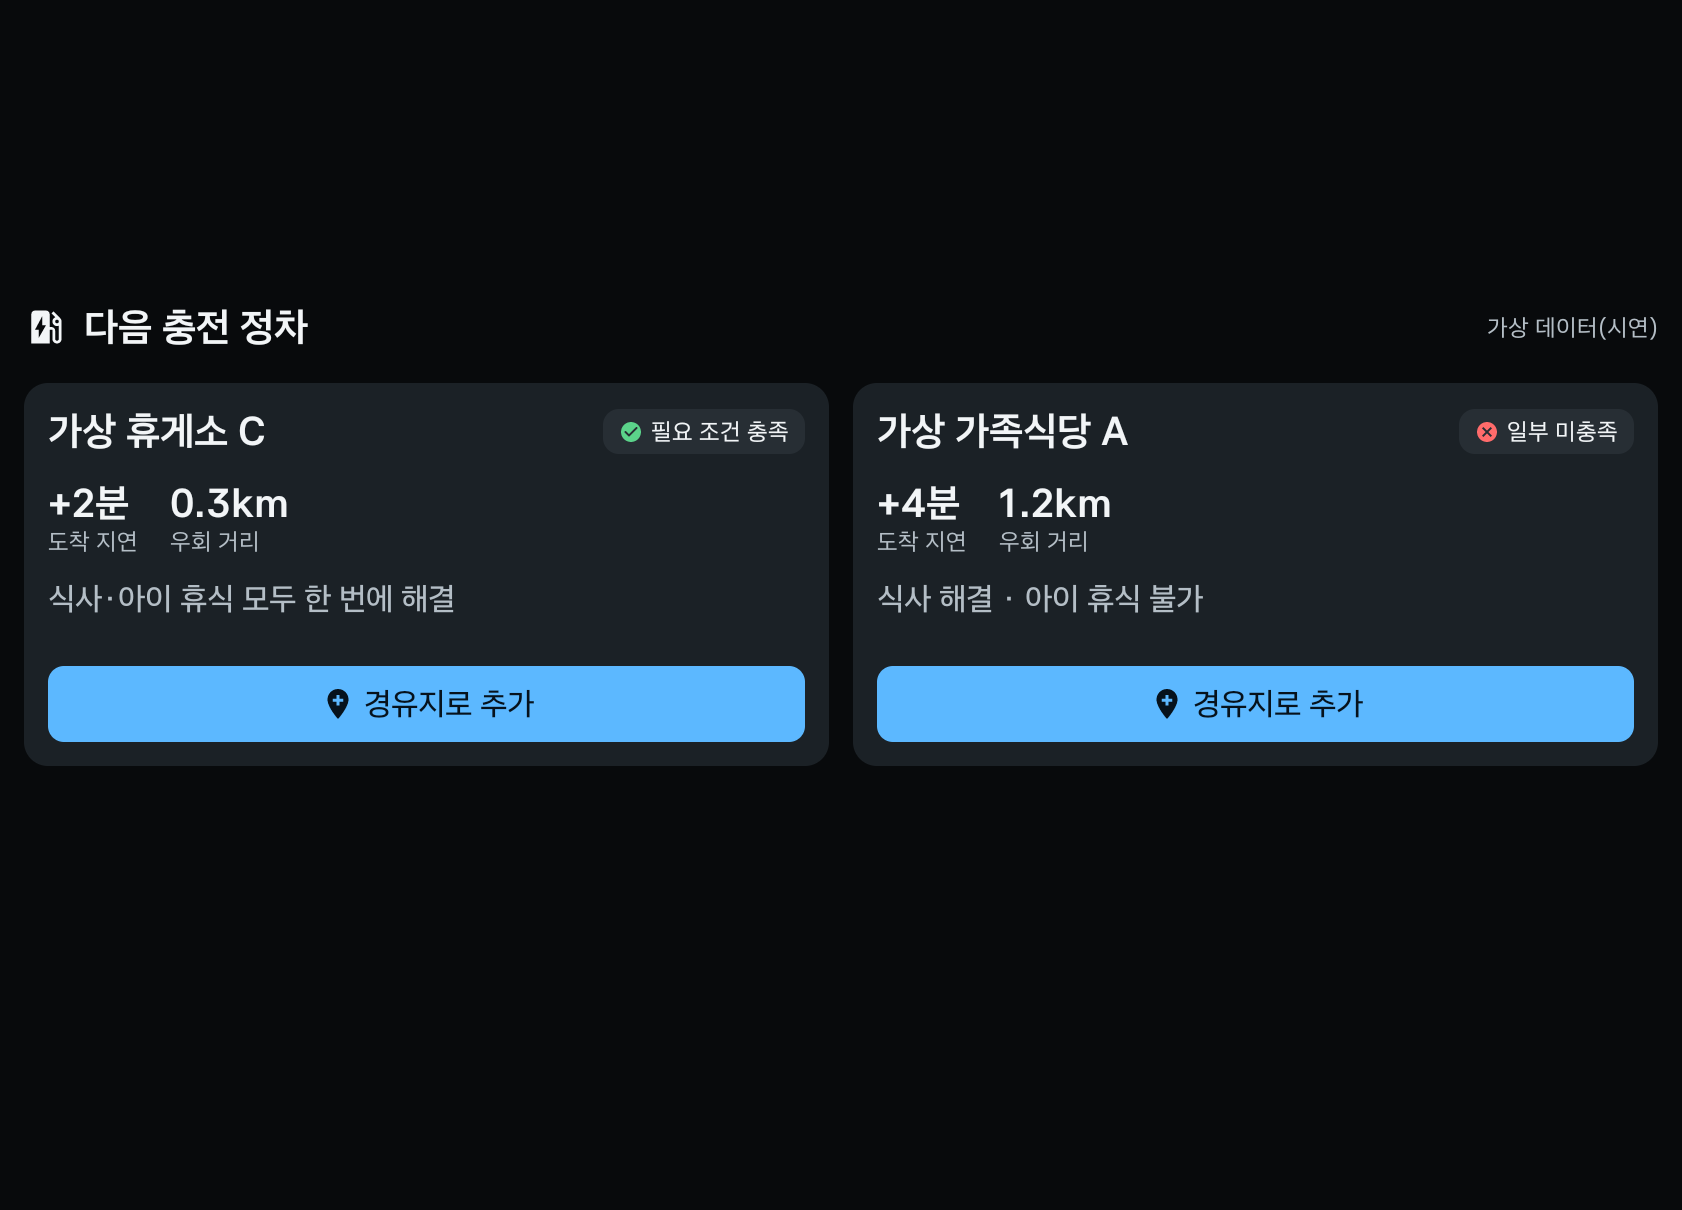 다음 충전 정차
가상 데이터(시연)
가상 휴게소 C
필요 조건 충족
+2분 0.3km
도착 지연 우회 거리
식사·아이 휴식 모두 한 번에 해결
경유지로 추가
가상 가족식당 A
일부 미충족
+4분 1.2km
도착 지연 우회 거리
식사 해결 · 아이 휴식 불가
경유지로 추가